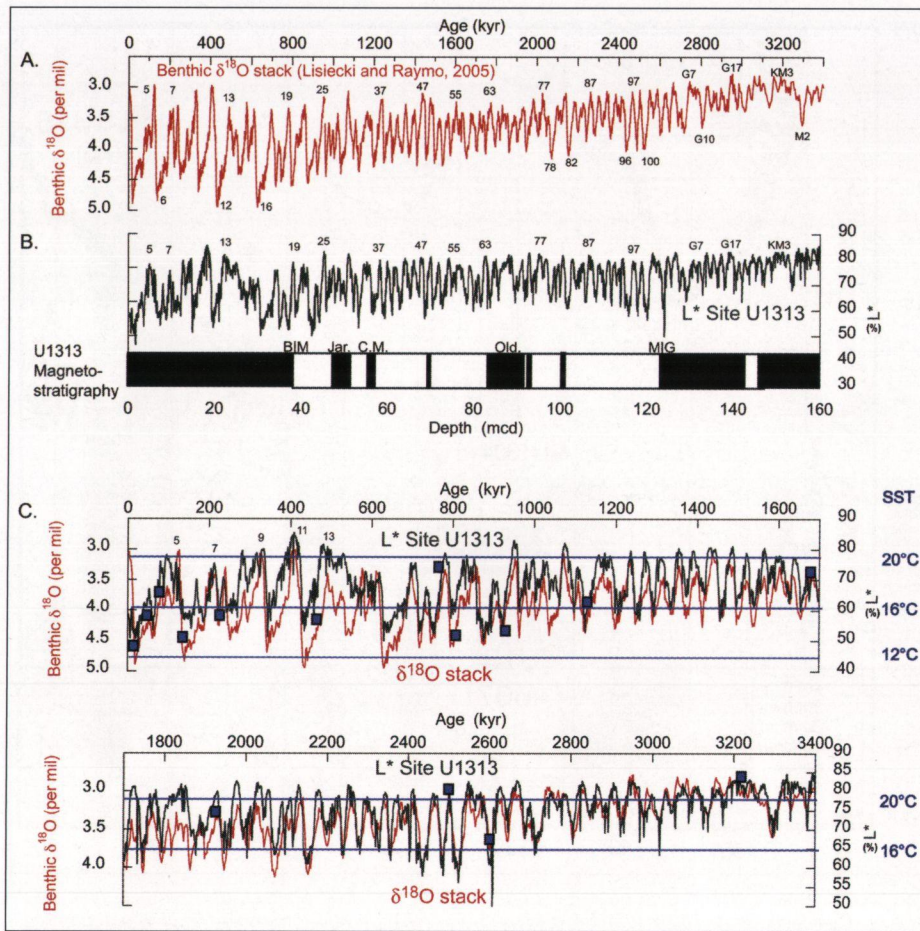 Age (kyr)
0 400 800 1200 1600 2000 2400 2800 3200
A.
Benthic δ18O stack (Lisiecki and Raymo, 2005)
Benthic δ18O (per mil)
3.0
3.5
4.0
4.5
5.0
5 7 13 19 25 37 47 55 63 77 87 97 G7 G17 KM3
6 12 16 78 82 96 100 G10 M2
B.
5 7 13 19 25 37 47 55 63 77 87 97 G7 G17 KM3
L* Site U1313
90
80
70
60
50
40
30
L*
(%)
U1313
Magneto-
stratigraphy
B|M Jar. C.M. Old. M|G
0 20 40 60 80 100 120 140 160
Depth (mcd)
C.
Age (kyr)
0 200 400 600 800 1000 1200 1400 1600
SST
Benthic δ18O (per mil)
3.0
3.5
4.0
4.5
5.0
5 7 9 11 13
L* Site U1313
δ18O stack
90
80
70
60
50
40
L*
(%)
20°C
16°C
12°C
Age (kyr)
1800 2000 2200 2400 2600 2800 3000 3200 3400
Benthic δ18O (per mil)
3.0
3.5
4.0
L* Site U1313
δ18O stack
90
85
80
75
70
65
60
55
50
L*
(%)
20°C
16°C